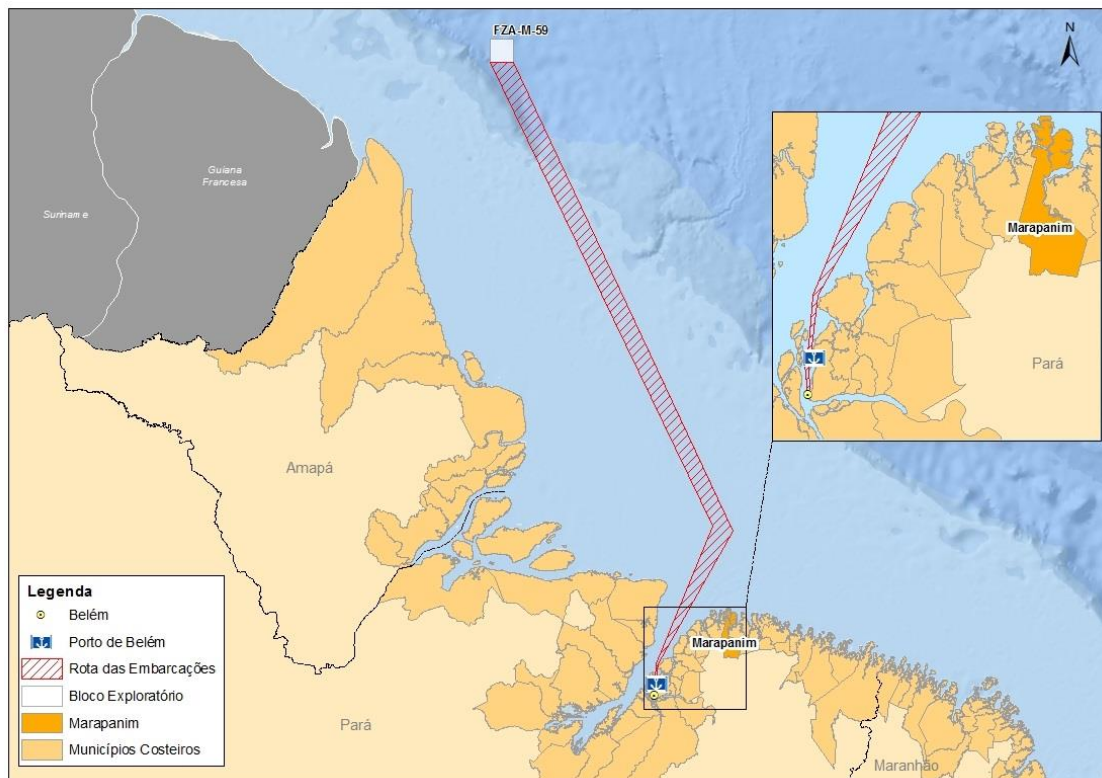 FZA-M-59
N
Guiana
Francesa
Suriname
Marapanim
Pará
Amapá
Marapanim
Pará
Maranhão
Legenda
Belém
Porto de Belém
Rota das Embarcações
Bloco Exploratório
Marapanim
Municípios Costeiros